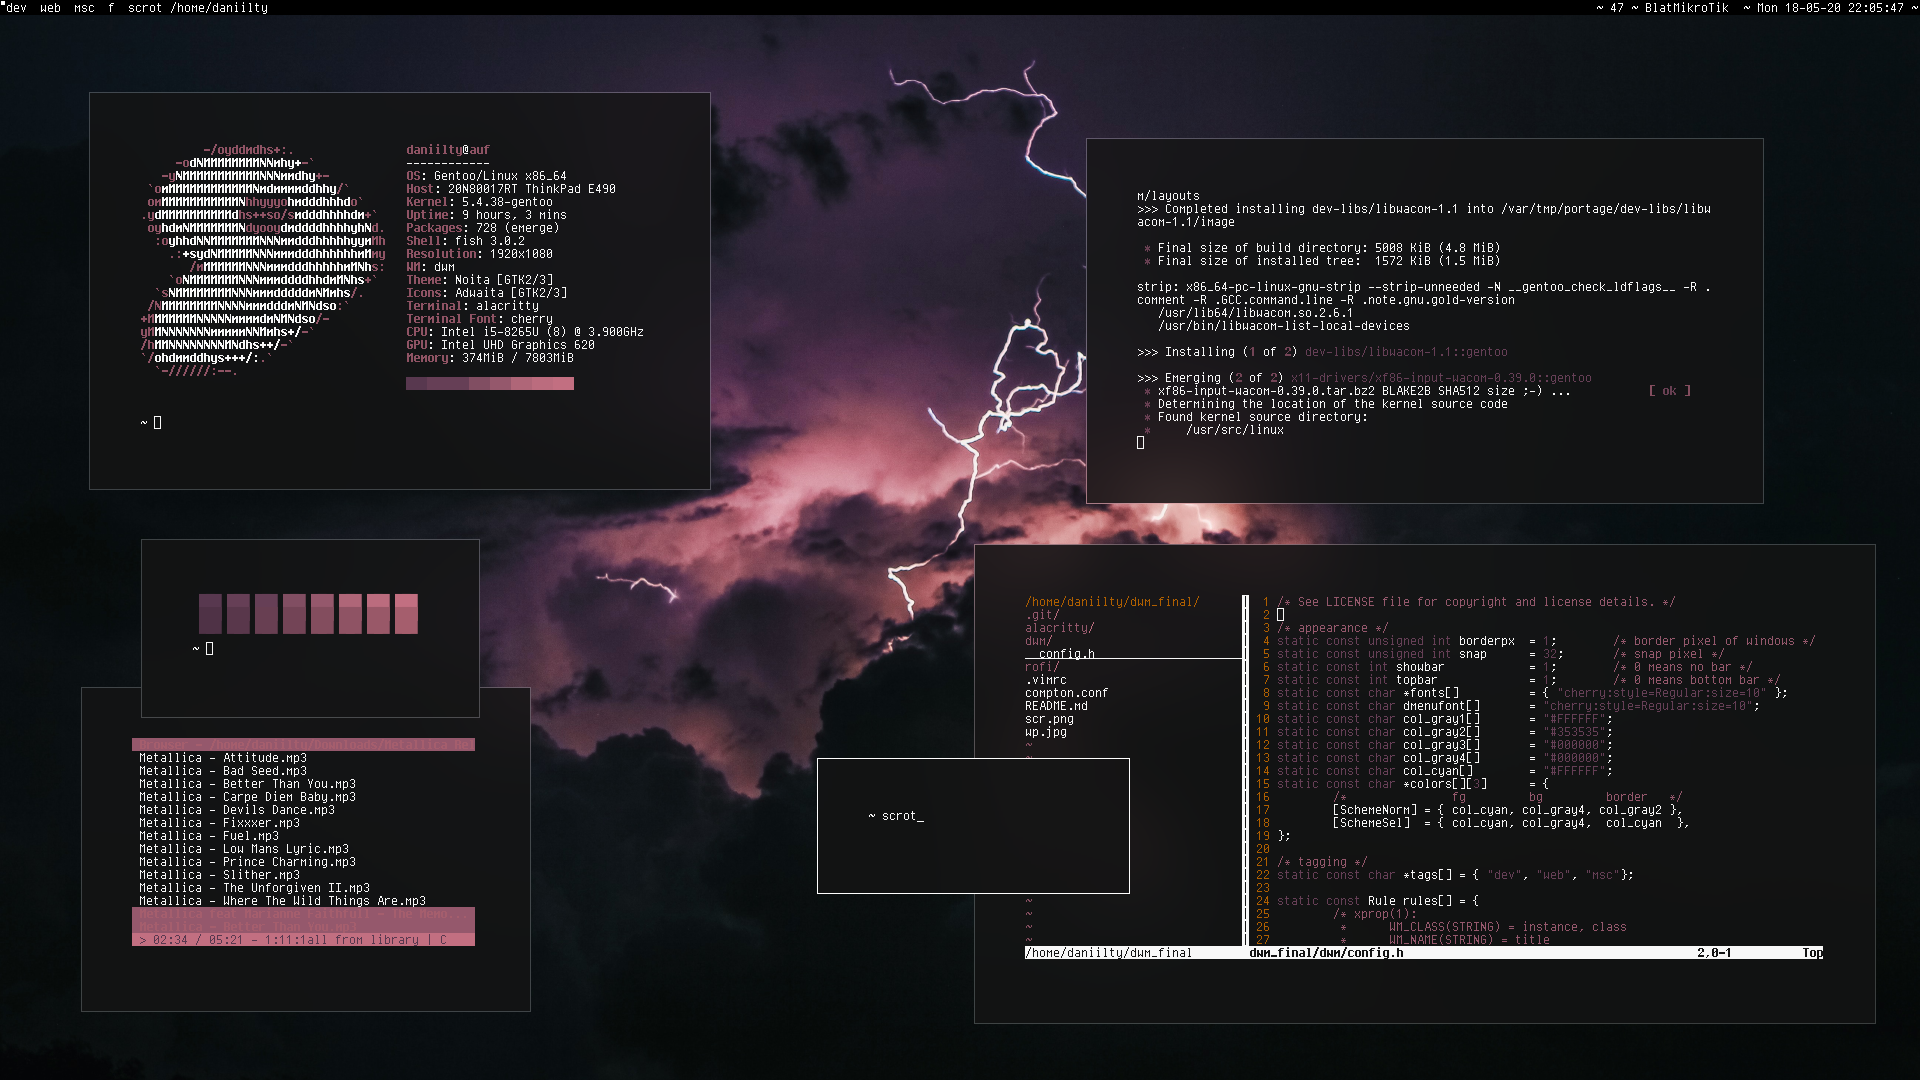 dev web msc f scrot /home/daniilty
~ 47 ~ BlatMikroTik ~ Mon 18-05-20 22:05:47 ~
daniilty@auf
------------
OS: Gentoo/Linux x86_64
Host: 20N80017RT ThinkPad E490
Kernel: 5.4.38-gentoo
Uptime: 9 hours, 3 mins
Packages: 728 (emerge)
Shell: fish 3.0.2
Resolution: 1920x1080
WM: dwm
Theme: Noita [GTK2/3]
Icons: Adwaita [GTK2/3]
Terminal: alacritty
Terminal Font: cherry
CPU: Intel i5-8265U (8) @ 3.900GHz
GPU: Intel UHD Graphics 620
Memory: 374MiB / 7803MiB
~
m/layouts
>>> Completed installing dev-libs/libwacom-1.1 into /var/tmp/portage/dev-libs/libw
acom-1.1/image
* Final size of build directory: 5008 KiB (4.8 MiB)
* Final size of installed tree:  1572 KiB (1.5 MiB)
strip: x86_64-pc-linux-gnu-strip --strip-unneeded -N __gentoo_check_ldflags__ -R .
comment -R .GCC.command.line -R .note.gnu.gold-version
/usr/lib64/libwacom.so.2.6.1
/usr/bin/libwacom-list-local-devices
>>> Installing (1 of 2) dev-libs/libwacom-1.1::gentoo
>>> Emerging (2 of 2) x11-drivers/xf86-input-wacom-0.39.0::gentoo
* xf86-input-wacom-0.39.0.tar.bz2 BLAKE2B SHA512 size ;-) ... [ ok ]
* Determining the location of the kernel source code
* Found kernel source directory:
*     /usr/src/linux
~
Metallica - Attitude.mp3
Metallica - Bad Seed.mp3
Metallica - Better Than You.mp3
Metallica - Carpe Diem Baby.mp3
Metallica - Devils Dance.mp3
Metallica - Fixxxer.mp3
Metallica - Fuel.mp3
Metallica - Low Mans Lyric.mp3
Metallica - Prince Charming.mp3
Metallica - Slither.mp3
Metallica - The Unforgiven II.mp3
Metallica - Where The Wild Things Are.mp3
Metallica - Better Than You.mp3
> 02:34 / 05:21 - 1:11:1all from library | C
~ scrot_
/home/daniilty/dwm_final/
.git/
alacritty/
dwm/
config.h
rofi/
.vimrc
compton.conf
README.md
scr.png
wp.jpg
~
~
~
~
~
/home/daniilty/dwm_final
1 /* See LICENSE file for copyright and license details. */
2
3 /* appearance */
4 static const unsigned int borderpx  = 1;        /* border pixel of windows */
5 static const unsigned int snap      = 32;       /* snap pixel */
6 static const int showbar            = 1;        /* 0 means no bar */
7 static const int topbar             = 1;        /* 0 means bottom bar */
8 static const char *fonts[]          = { "cherry:style=Regular:size=10" };
9 static const char dmenufont[]       = "cherry:style=Regular:size=10";
10 static const char col_gray1[]       = "#FFFFFF";
11 static const char col_gray2[]       = "#353535";
12 static const char col_gray3[]       = "#000000";
13 static const char col_gray4[]       = "#000000";
14 static const char col_cyan[]        = "#FFFFFF";
15 static const char *colors[][3]      = {
16         /*               fg         bg         border   */
17         [SchemeNorm] = { col_cyan, col_gray4, col_gray2 },
18         [SchemeSel]  = { col_cyan, col_gray4,  col_cyan  },
19 };
20
21 /* tagging */
22 static const char *tags[] = { "dev", "web", "msc"};
23
24 static const Rule rules[] = {
25         /* xprop(1):
26          *      WM_CLASS(STRING) = instance, class
27          *      WM_NAME(STRING) = title
dwm_final/dwm/config.h 2,0-1 Top